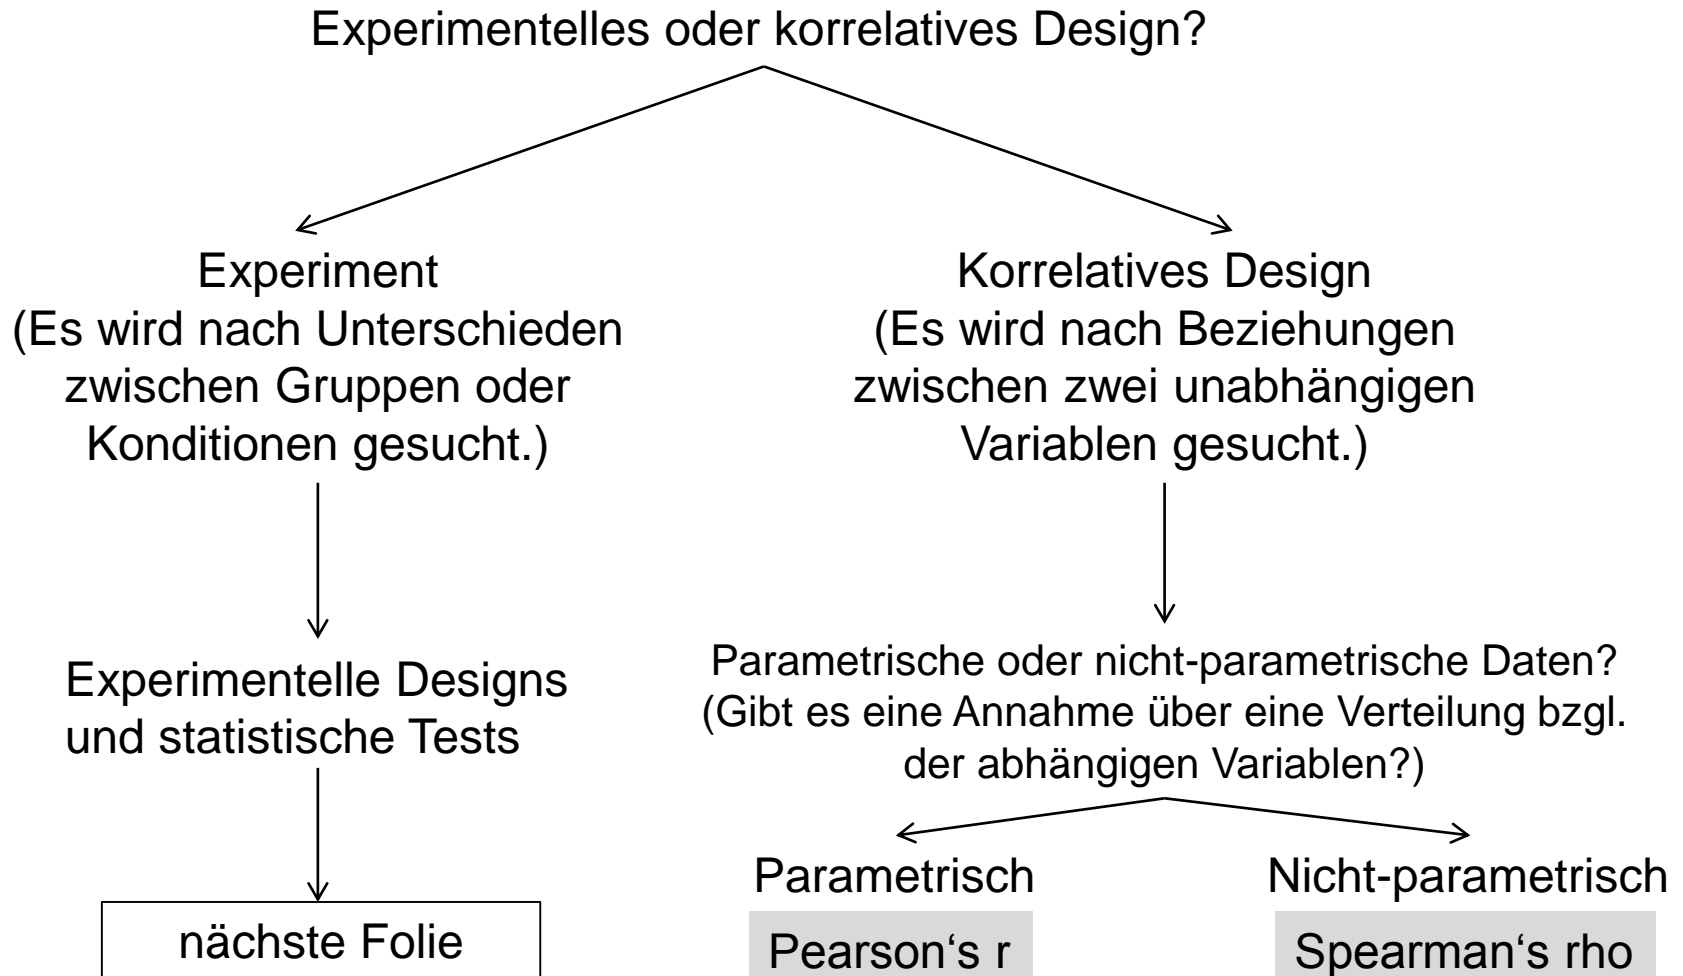 Experimentelles oder korrelatives Design?
Experiment
(Es wird nach Unterschieden
zwischen Gruppen oder
Konditionen gesucht.)
Korrelatives Design
(Es wird nach Beziehungen
zwischen zwei unabhängigen
Variablen gesucht.)
Experimentelle Designs
und statistische Tests
Parametrische oder nicht-parametrische Daten?
(Gibt es eine Annahme über eine Verteilung bzgl.
der abhängigen Variablen?)
Parametrisch
Nicht-parametrisch
nächste Folie
Pearson‘s r
Spearman‘s rho